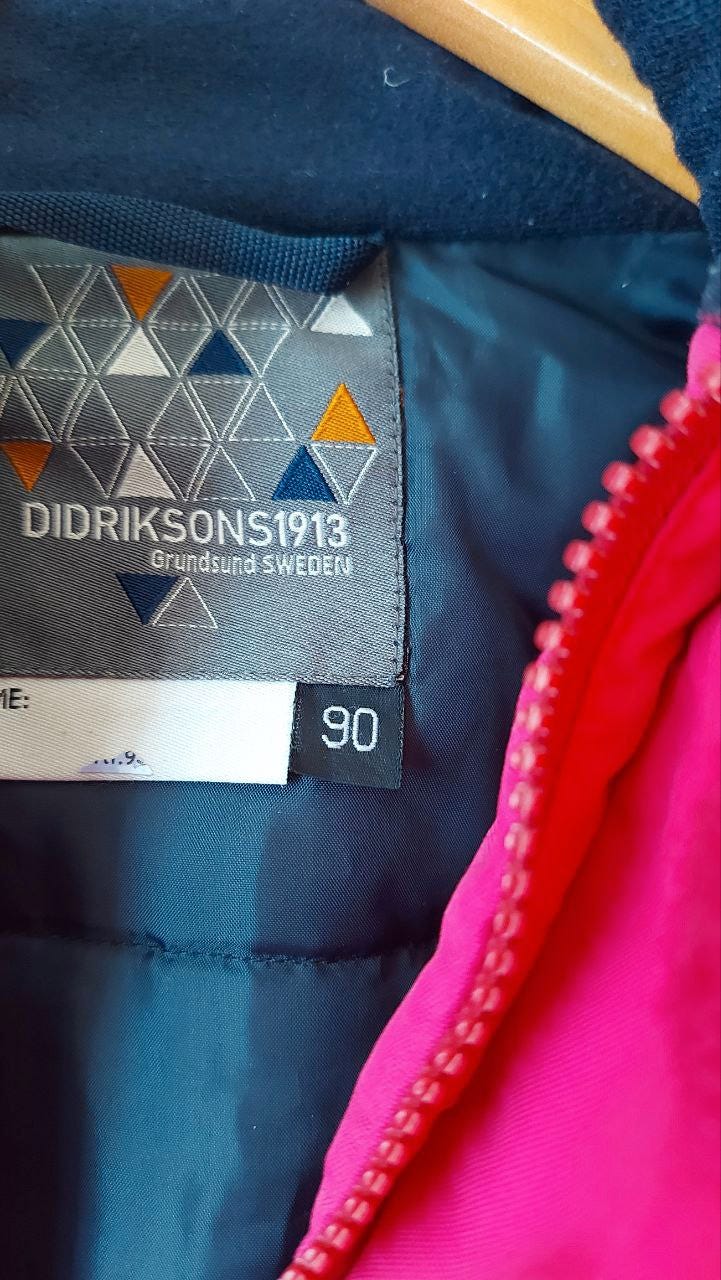 DIDRIKSONS1913
Grundsund SWEDEN
ME:
90